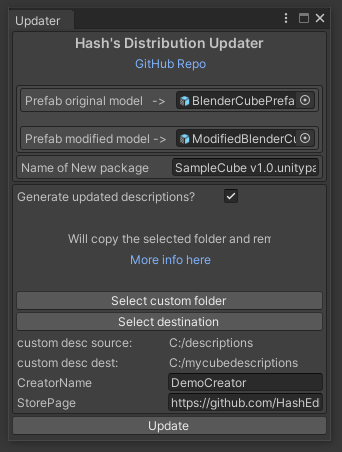 Updater
Hash's Distribution Updater
GitHub Repo
Prefab original model -> BlenderCubePrefa
Prefab modified model -> ModifiedBlenderCu
Name of New package SampleCube v1.0.unitypa
Generate updated descriptions?
Will copy the selected folder and rem
More info here
Select custom folder
Select destination
custom desc source: C:/descriptions
custom desc dest: C:/mycubedescriptions
CreatorName DemoCreator
StorePage https://github.com/HashEd
Update